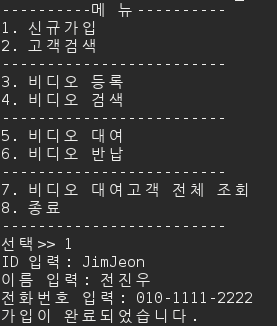 ----------메 뉴----------
1. 신규가입
2. 고객검색
-------------------------
3. 비디오 등록
4. 비디오 검색
-------------------------
5. 비디오 대여
6. 비디오 반납
-------------------------
7. 비디오 대여고객 전체 조회
8. 종료
-------------------------
선택>> 1
ID 입력: JimJeon
이름 입력: 전진우
전화번호 입력: 010-1111-2222
가입이 완료되었습니다.